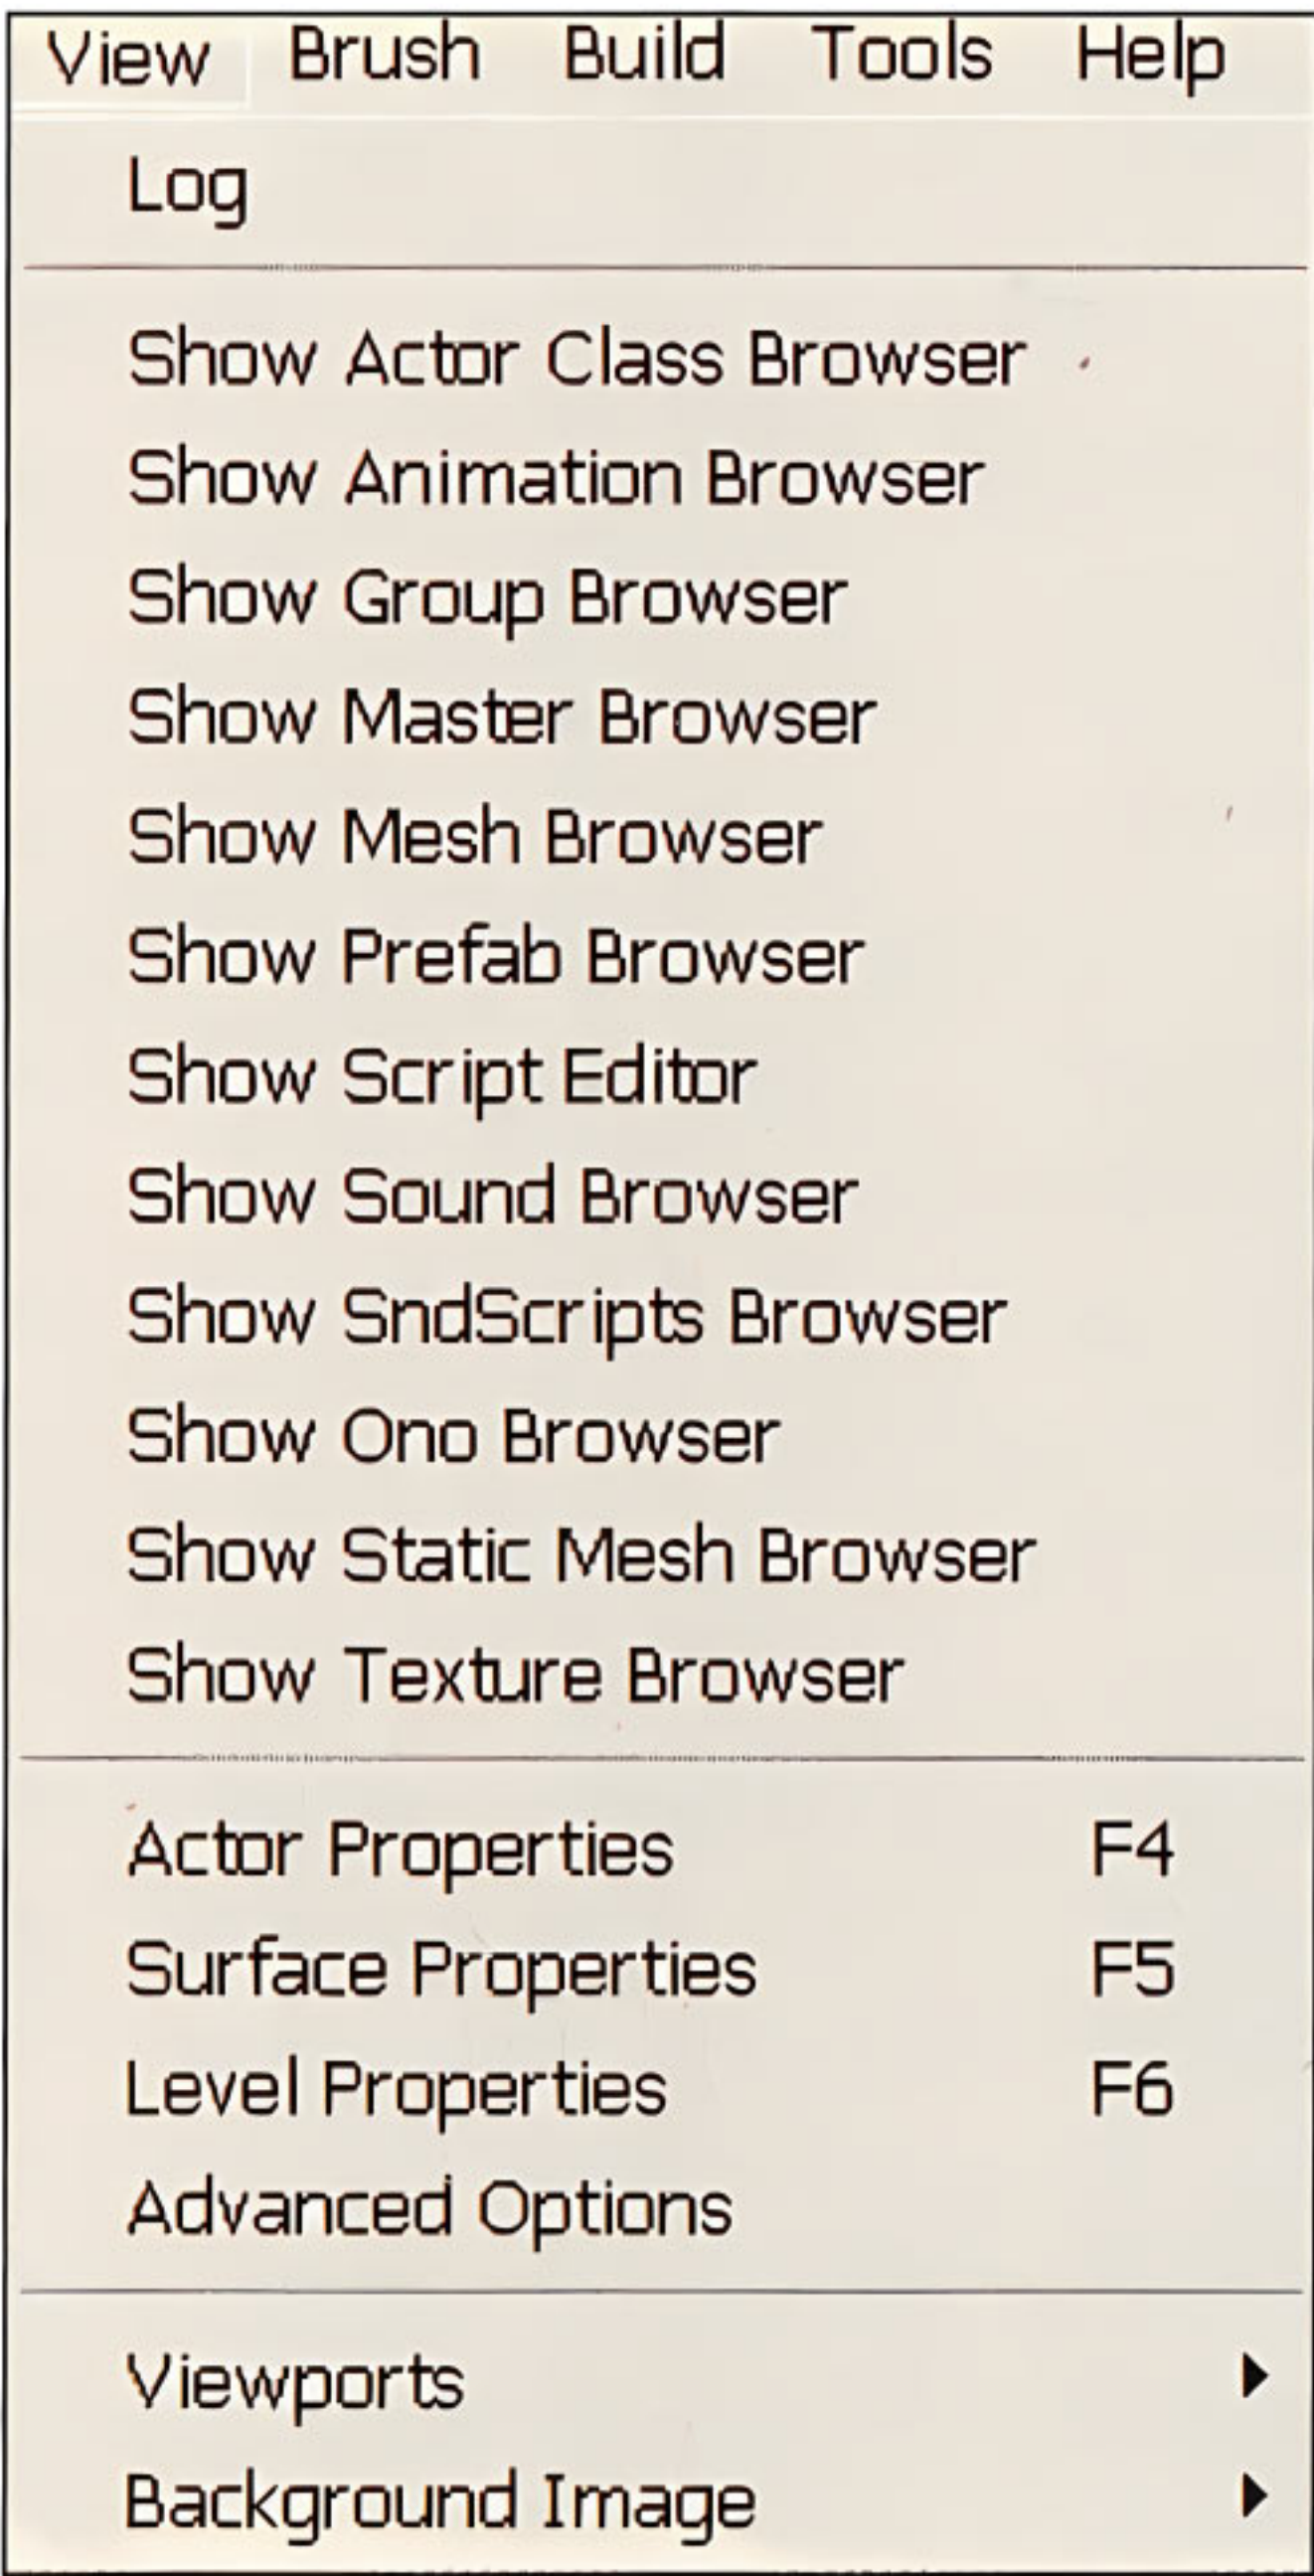 View Brush Build Tools Help
Log
Show Actor Class Browser
Show Animation Browser
Show Group Browser
Show Master Browser
Show Mesh Browser
Show Prefab Browser
Show Script Editor
Show Sound Browser
Show SndScripts Browser
Show Ono Browser
Show Static Mesh Browser
Show Texture Browser
Actor Properties F4
Surface Properties F5
Level Properties F6
Advanced Options
Viewports
Background Image